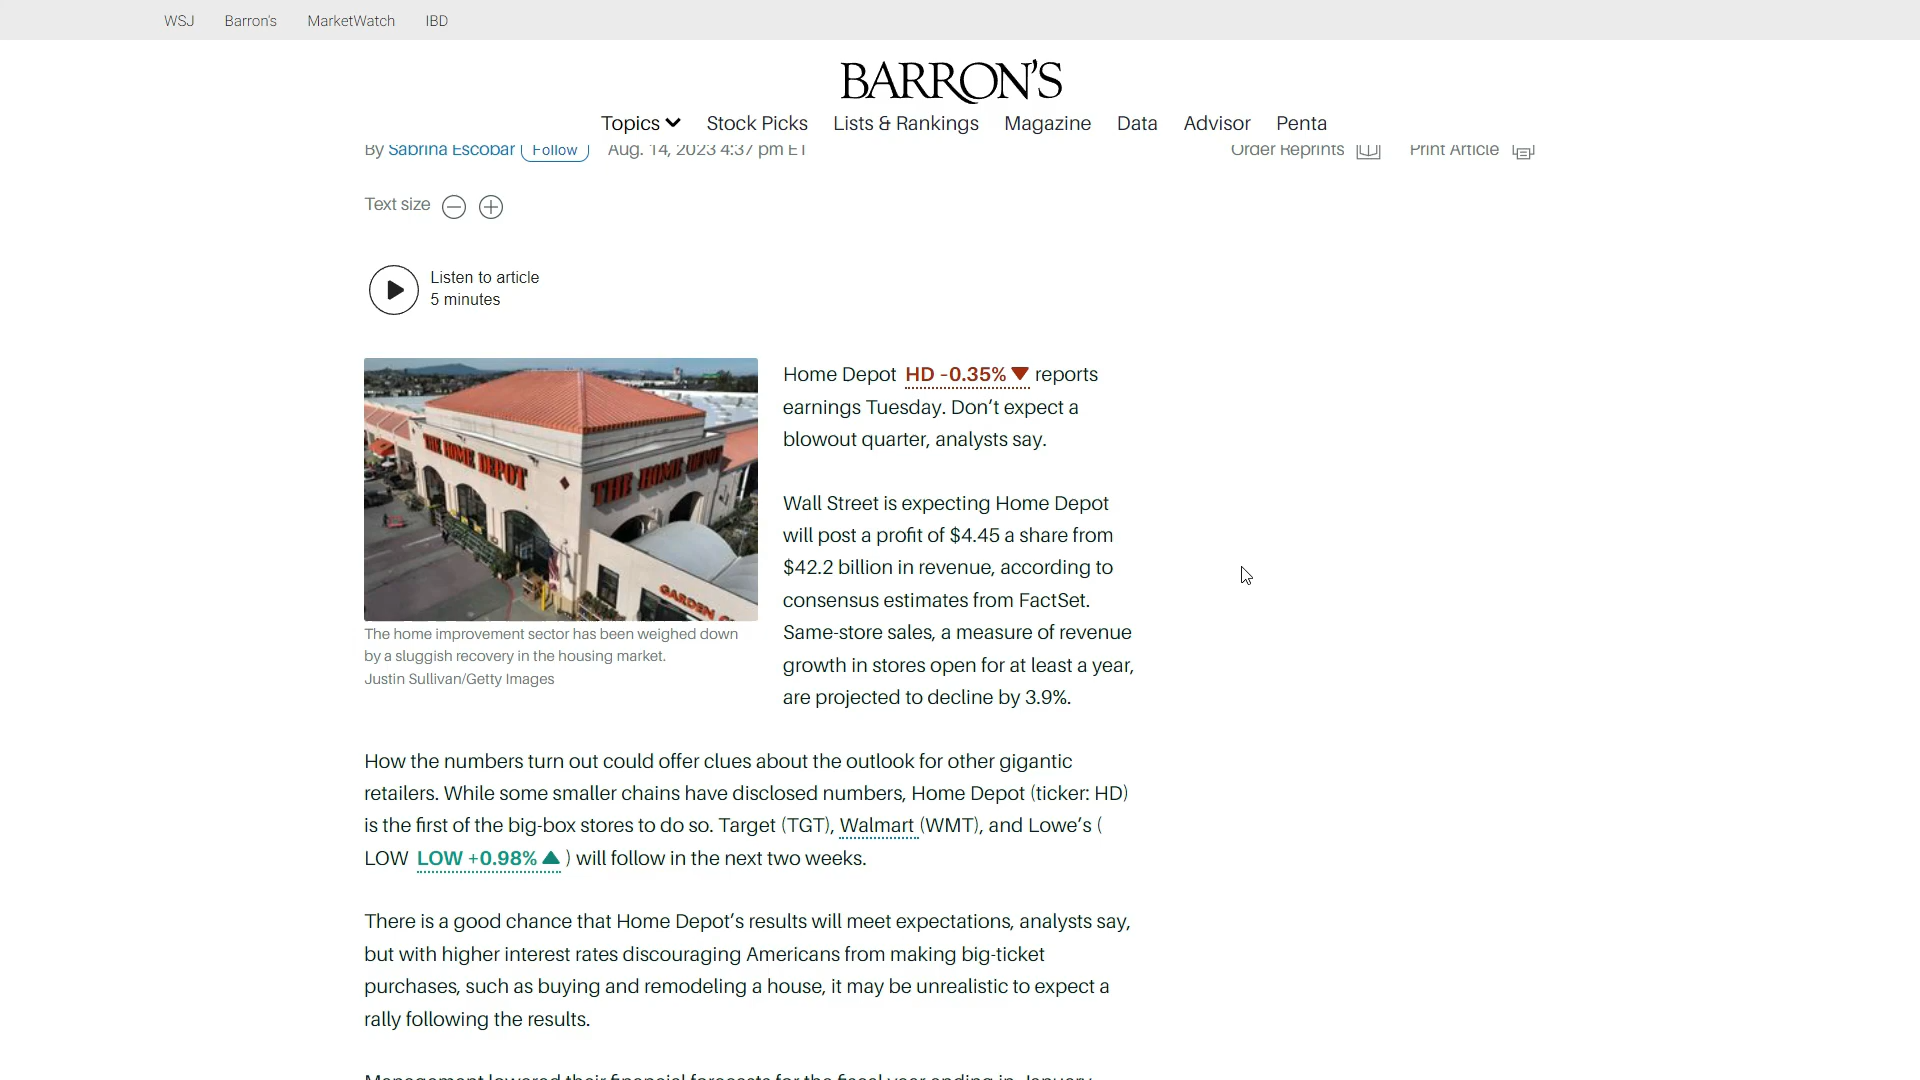 WSJ Barron's MarketWatch IBD
BARRON'S
Topics Stock Picks Lists & Rankings Magazine Data Advisor Penta
By Sabrina Escobar Follow Aug. 14, 2023 4:37 pm ET Order Reprints Print Article
Text size
Listen to article
5 minutes
THE HOME DEPOT
THE HOME DEPOT
GARDEN
The home improvement sector has been weighed down
by a sluggish recovery in the housing market.
Justin Sullivan/Getty Images
Home Depot HD -0.35% ▼ reports
earnings Tuesday. Don’t expect a
blowout quarter, analysts say.
Wall Street is expecting Home Depot
will post a profit of $4.45 a share from
$42.2 billion in revenue, according to
consensus estimates from FactSet.
Same-store sales, a measure of revenue
growth in stores open for at least a year,
are projected to decline by 3.9%.
How the numbers turn out could offer clues about the outlook for other gigantic
retailers. While some smaller chains have disclosed numbers, Home Depot (ticker: HD)
is the first of the big-box stores to do so. Target (TGT), Walmart (WMT), and Lowe’s (
LOW LOW +0.98% ▲ ) will follow in the next two weeks.
There is a good chance that Home Depot’s results will meet expectations, analysts say,
but with higher interest rates discouraging Americans from making big-ticket
purchases, such as buying and remodeling a house, it may be unrealistic to expect a
rally following the results.
Management lowered their financial forecasts for the fiscal year ending in January